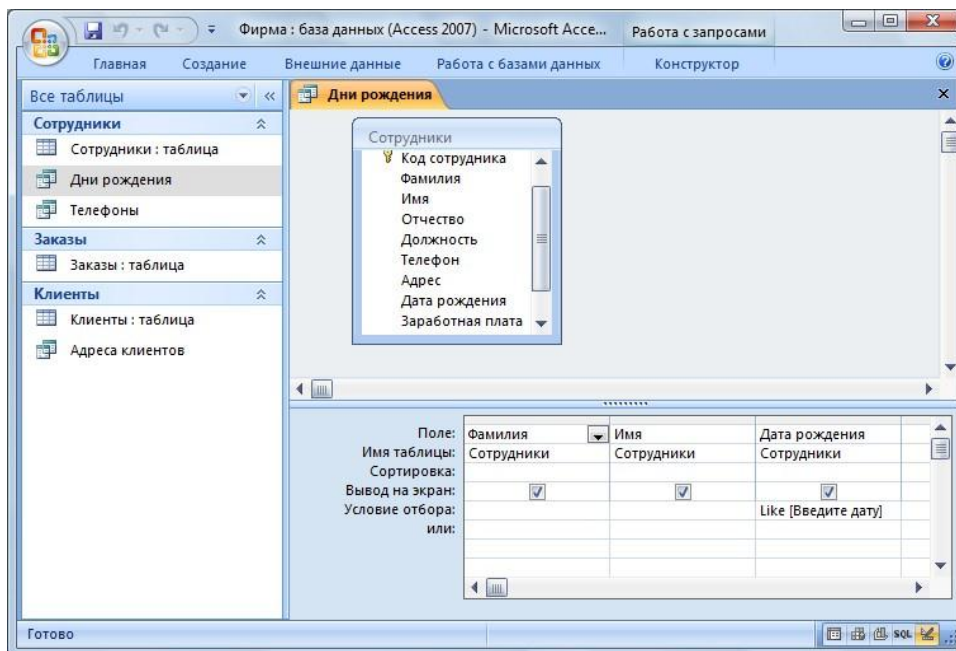 Фирма : база данных (Access 2007) - Microsoft Acce...
Работа с запросами
Главная Создание Внешние данные Работа с базами данных Конструктор
Все таблицы
Сотрудники
Сотрудники : таблица
Дни рождения
Телефоны
Заказы
Заказы : таблица
Клиенты
Клиенты : таблица
Адреса клиентов
Дни рождения
Сотрудники
Код сотрудника
Фамилия
Имя
Отчество
Должность
Телефон
Адрес
Дата рождения
Заработная плата
Поле: Фамилия Имя Дата рождения
Имя таблицы: Сотрудники Сотрудники Сотрудники
Сортировка:
Вывод на экран:
Условие отбора: Like [Введите дату]
или:
Готово
SQL